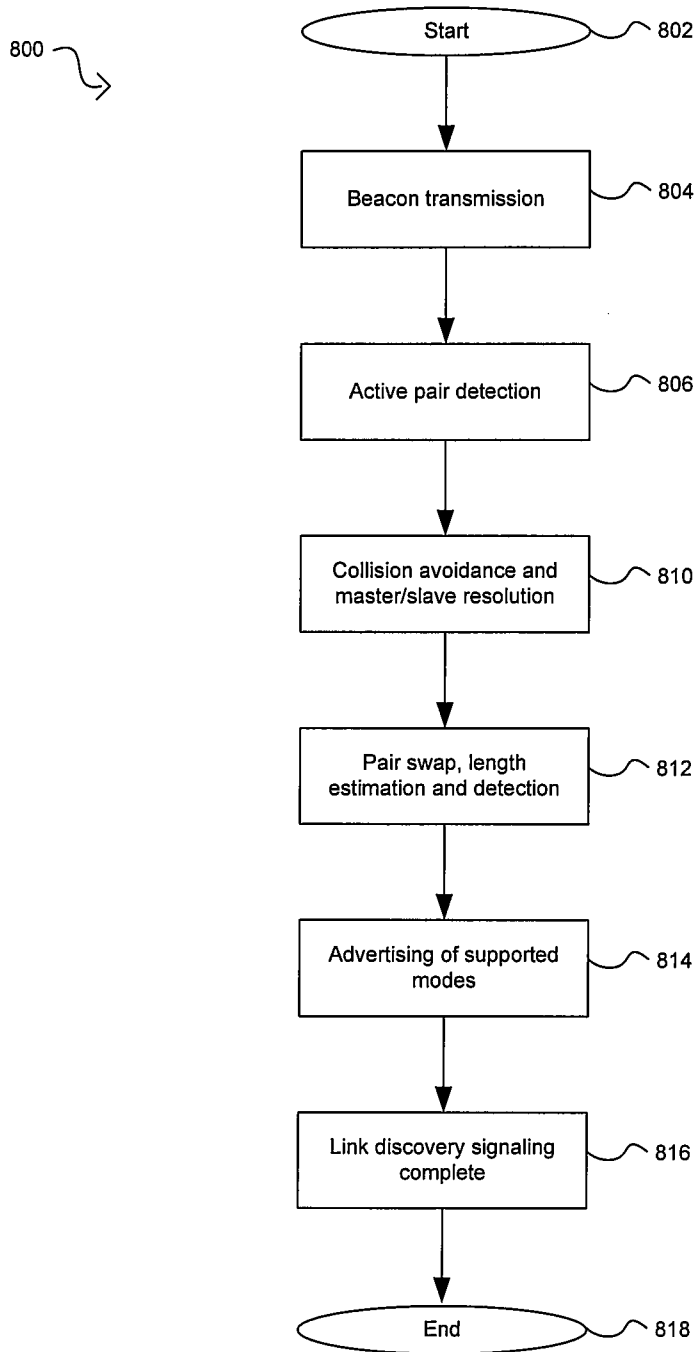 800
Start
802
Beacon transmission
804
Active pair detection
806
Collision avoidance and
master/slave resolution
810
Pair swap, length
estimation and detection
812
Advertising of supported
modes
814
Link discovery signaling
complete
816
End
818